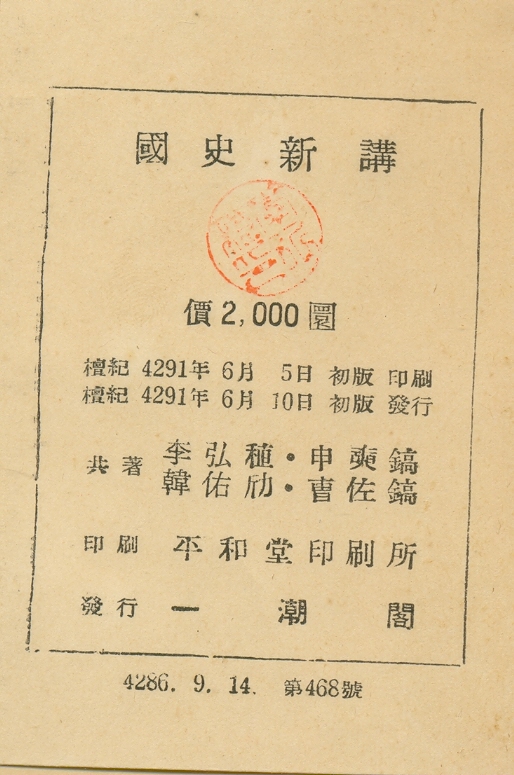 國史新講
價 2,000 圜
檀紀 4291年 6月 5日 初版 印刷
檀紀 4291年 6月 10日 初版 發行
共著 李弘稙・申奭鎬
韓佑劤・曺佐鎬
印刷 平和堂印刷所
發行 一潮閣
4286. 9. 14. 第468號